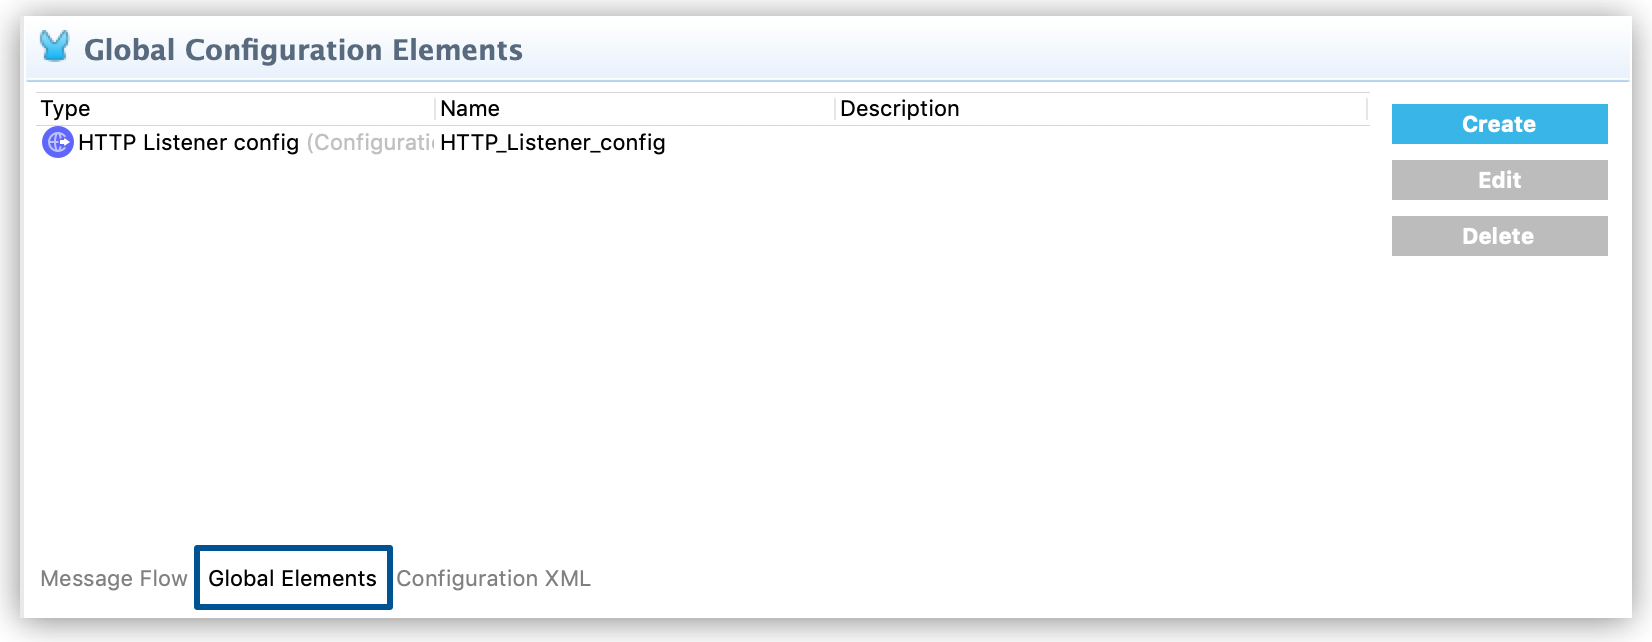 Global Configuration Elements
Type Name Description
HTTP Listener config (Configurati HTTP_Listener_config
Create
Edit
Delete
Message Flow Global Elements Configuration XML